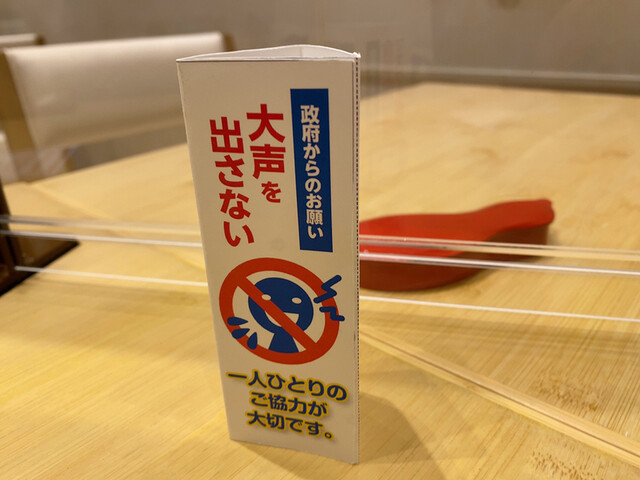 政府からのお願い
大声を
出さない
一人ひとりの
ご協力が
大切です。